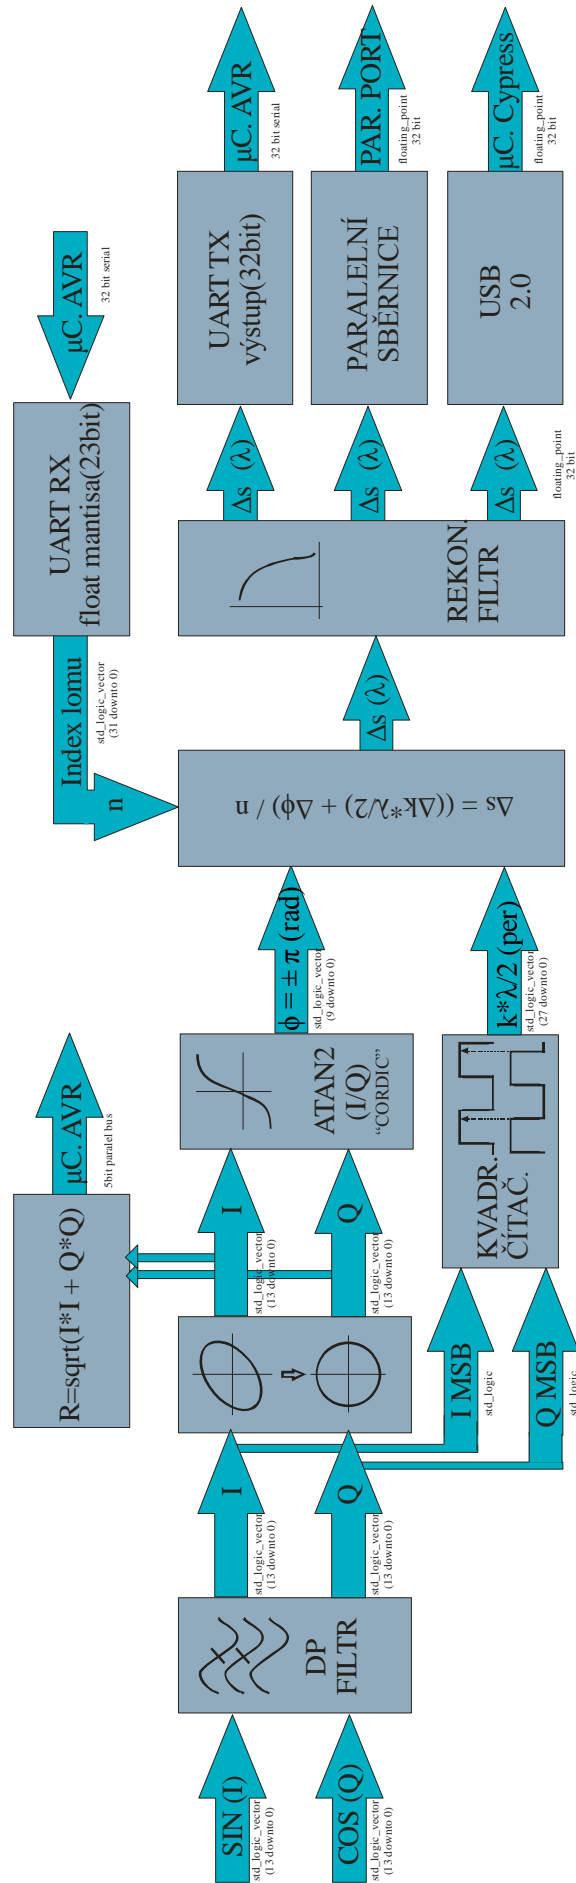 SIN (I)
std_logic_vector
(13 downto 0)
COS (Q)
std_logic_vector
(13 downto 0)
DP
FILTR
I
std_logic_vector
(13 downto 0)
Q
std_logic_vector
(13 downto 0)
I MSB
std_logic
Q MSB
std_logic
I
std_logic_vector
(13 downto 0)
Q
std_logic_vector
(13 downto 0)
R=sqrt(I*I + Q*Q)
μC. AVR
5bit paralel bus
ATAN2
(I/Q)
“CORDIC”
KVADR.
ČÍTAČ.
ϕ = ± π (rad)
std_logic_vector
(9 downto 0)
k*λ/2 (per)
std_logic_vector
(27 downto 0)
Δs = ((Δk*λ/2) + Δϕ) / n
n
Index lomu
std_logic_vector
(31 downto 0)
UART RX
float mantisa(23bit)
μC. AVR
32 bit serial
Δs (λ)
REKON.
FILTR
Δs (λ)
Δs (λ)
Δs (λ)
floating_point
32 bit
UART TX
výstup(32bit)
μC. AVR
32 bit serial
PARALELNÍ
SBĚRNICE
PAR. PORT
floating_point
32 bit
USB
2.0
μC. Cypress
floating_point
32 bit